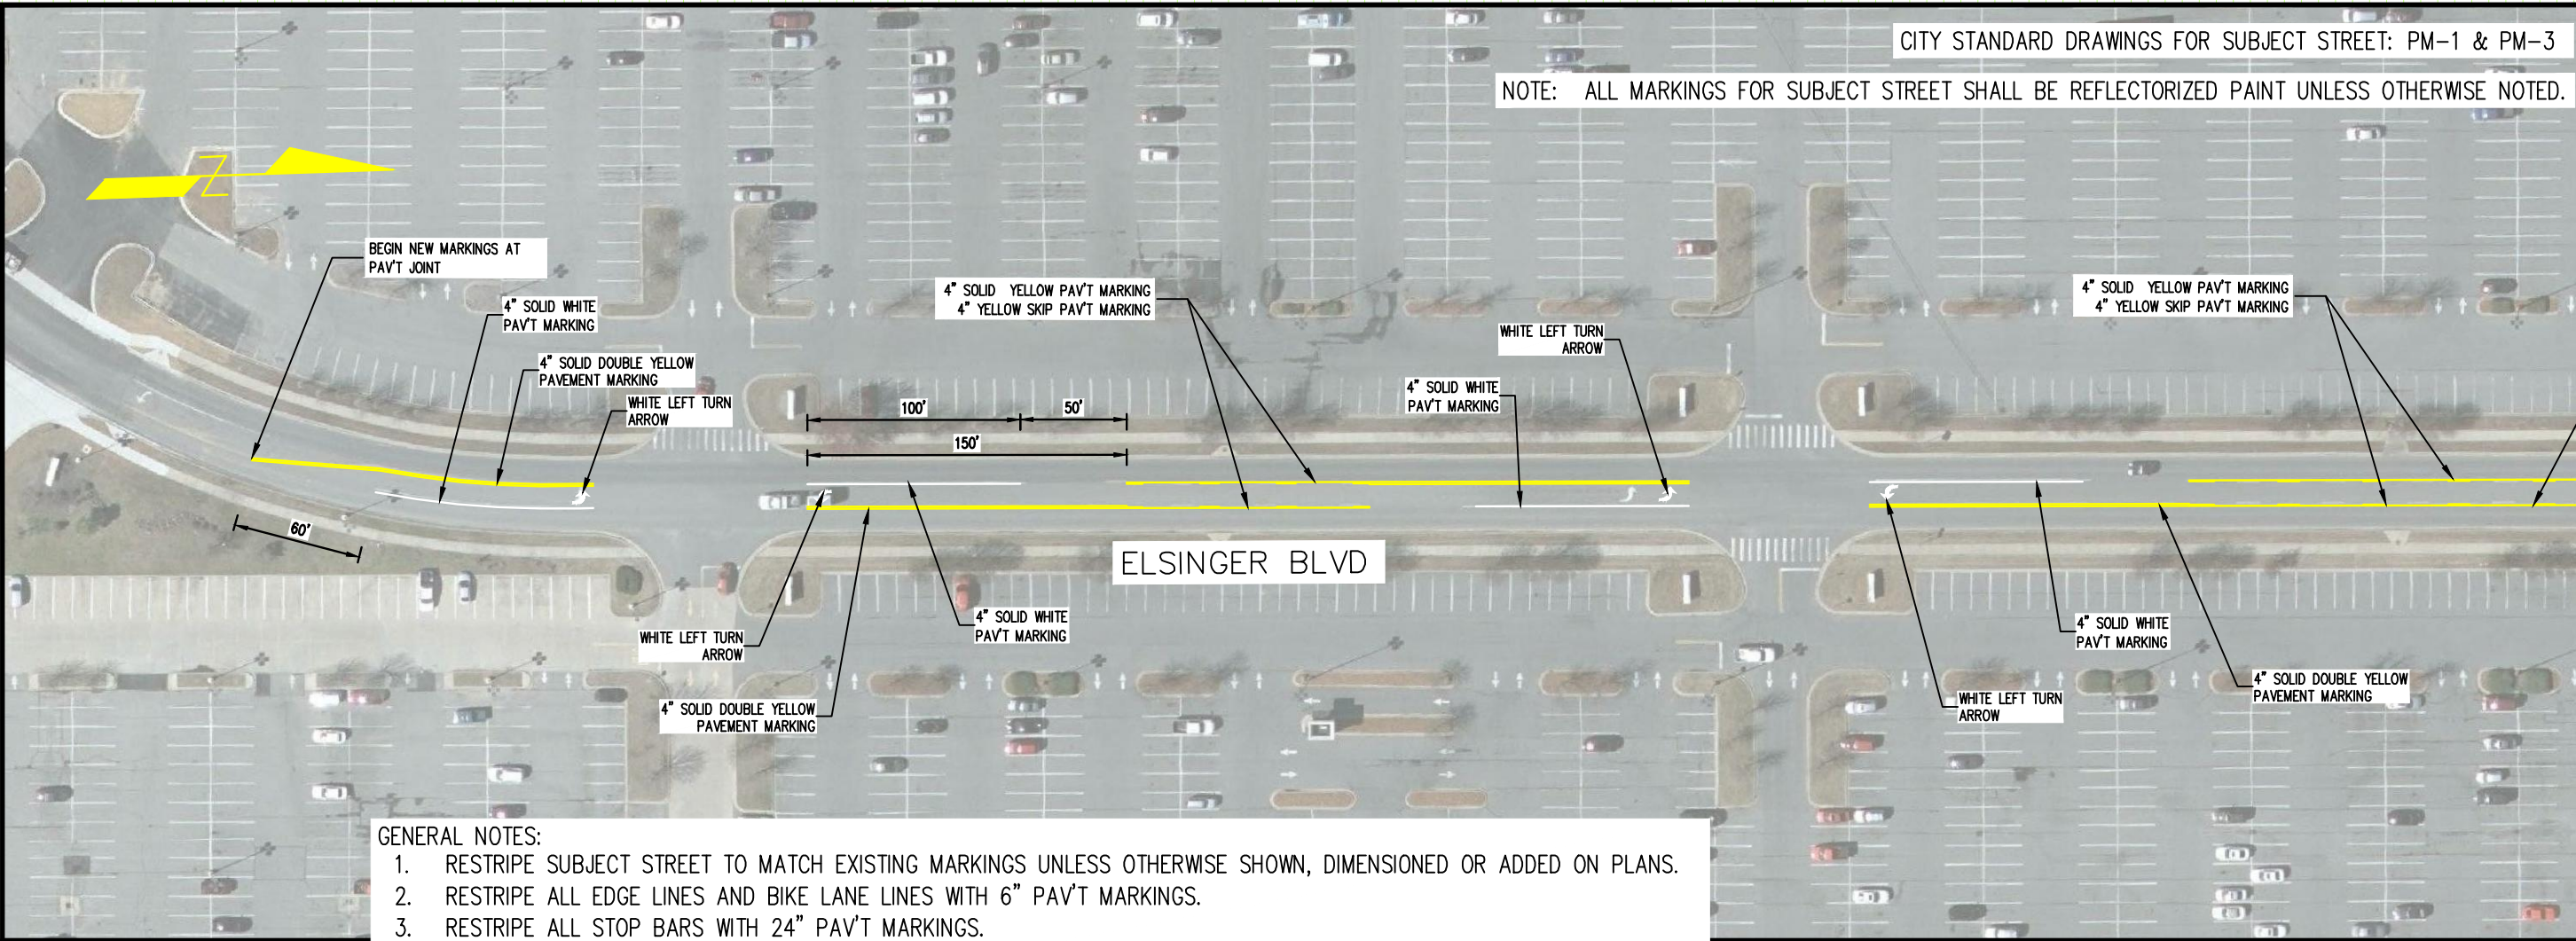 CITY STANDARD DRAWINGS FOR SUBJECT STREET: PM-1 & PM-3
NOTE: ALL MARKINGS FOR SUBJECT STREET SHALL BE REFLECTORIZED PAINT UNLESS OTHERWISE NOTED.
N
BEGIN NEW MARKINGS AT
PAV'T JOINT
4" SOLID WHITE
PAV'T MARKING
4" SOLID DOUBLE YELLOW
PAVEMENT MARKING
WHITE LEFT TURN
ARROW
60'
100'
50'
150'
4" SOLID YELLOW PAV'T MARKING
4" YELLOW SKIP PAV'T MARKING
WHITE LEFT TURN
ARROW
4" SOLID WHITE
PAV'T MARKING
4" SOLID YELLOW PAV'T MARKING
4" YELLOW SKIP PAV'T MARKING
ELSINGER BLVD
WHITE LEFT TURN
ARROW
4" SOLID WHITE
PAV'T MARKING
4" SOLID DOUBLE YELLOW
PAVEMENT MARKING
4" SOLID WHITE
PAV'T MARKING
WHITE LEFT TURN
ARROW
4" SOLID DOUBLE YELLOW
PAVEMENT MARKING
GENERAL NOTES:
1. RESTRIPE SUBJECT STREET TO MATCH EXISTING MARKINGS UNLESS OTHERWISE SHOWN, DIMENSIONED OR ADDED ON PLANS.
2. RESTRIPE ALL EDGE LINES AND BIKE LANE LINES WITH 6" PAV'T MARKINGS.
3. RESTRIPE ALL STOP BARS WITH 24" PAV'T MARKINGS.